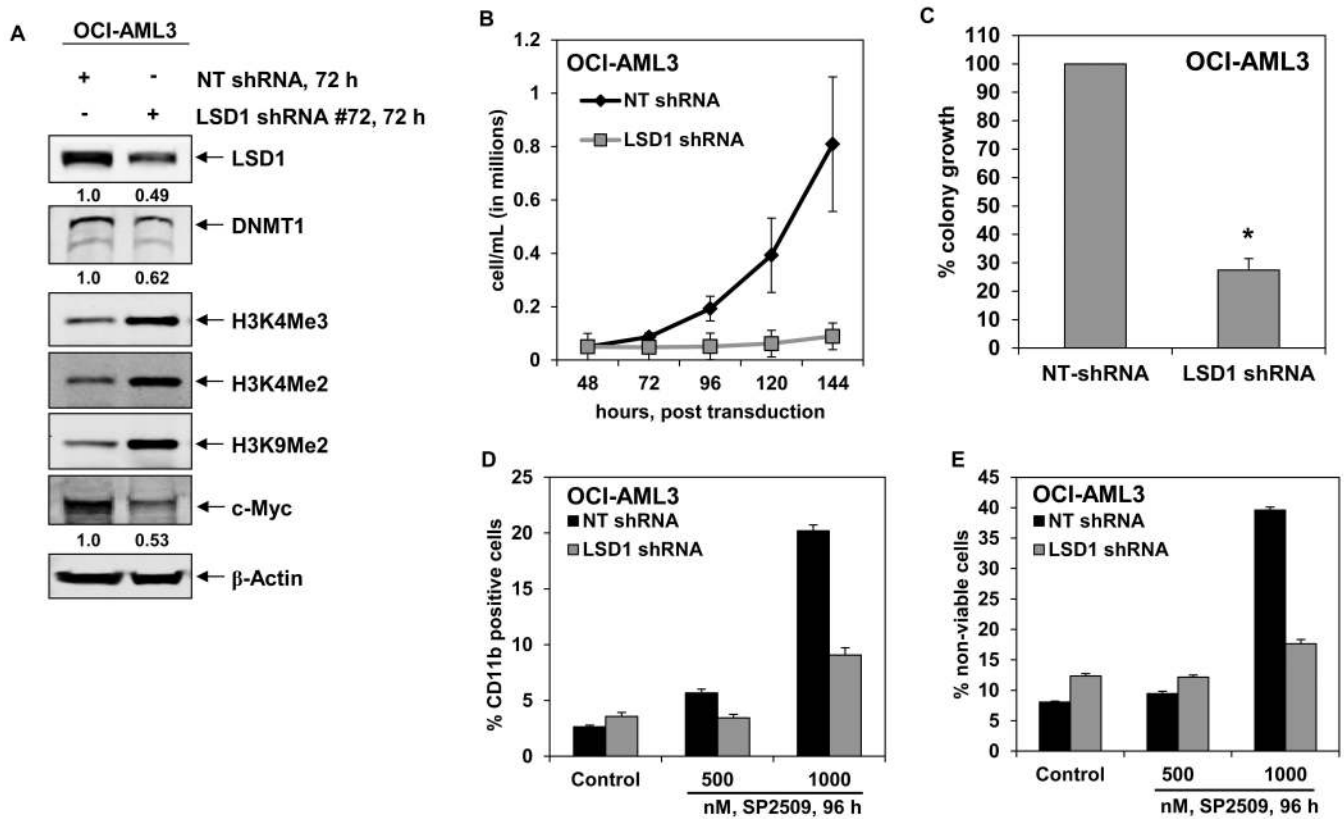 A
OCI-AML3
+ - NT shRNA, 72 h
- + LSD1 shRNA #72, 72 h
LSD1
1.0 0.49
DNMT1
1.0 0.62
H3K4Me3
H3K4Me2
H3K9Me2
c-Myc
1.0 0.53
β-Actin
B
OCI-AML3
NT shRNA
LSD1 shRNA
cell/mL (in millions)
1.2
1
0.8
0.6
0.4
0.2
0
48 72 96 120 144
hours, post transduction
C
OCI-AML3
% colony growth
110
100
90
80
70
60
50
40
30
20
10
0
*
NT-shRNA LSD1 shRNA
D
OCI-AML3
NT shRNA
LSD1 shRNA
% CD11b positive cells
25
20
15
10
5
0
Control 500 1000
nM, SP2509, 96 h
E
OCI-AML3
NT shRNA
LSD1 shRNA
% non-viable cells
45
40
35
30
25
20
15
10
5
0
Control 500 1000
nM, SP2509, 96 h